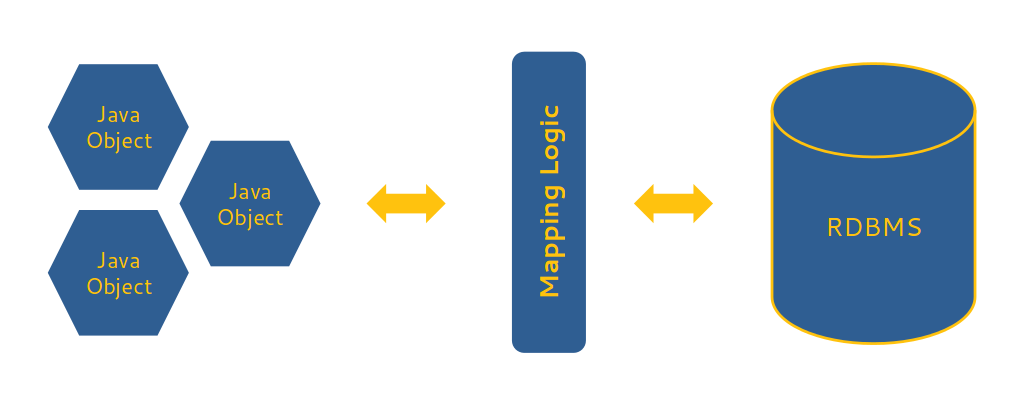 Java
Object
Java
Object
Java
Object
Mapping Logic
RDBMS